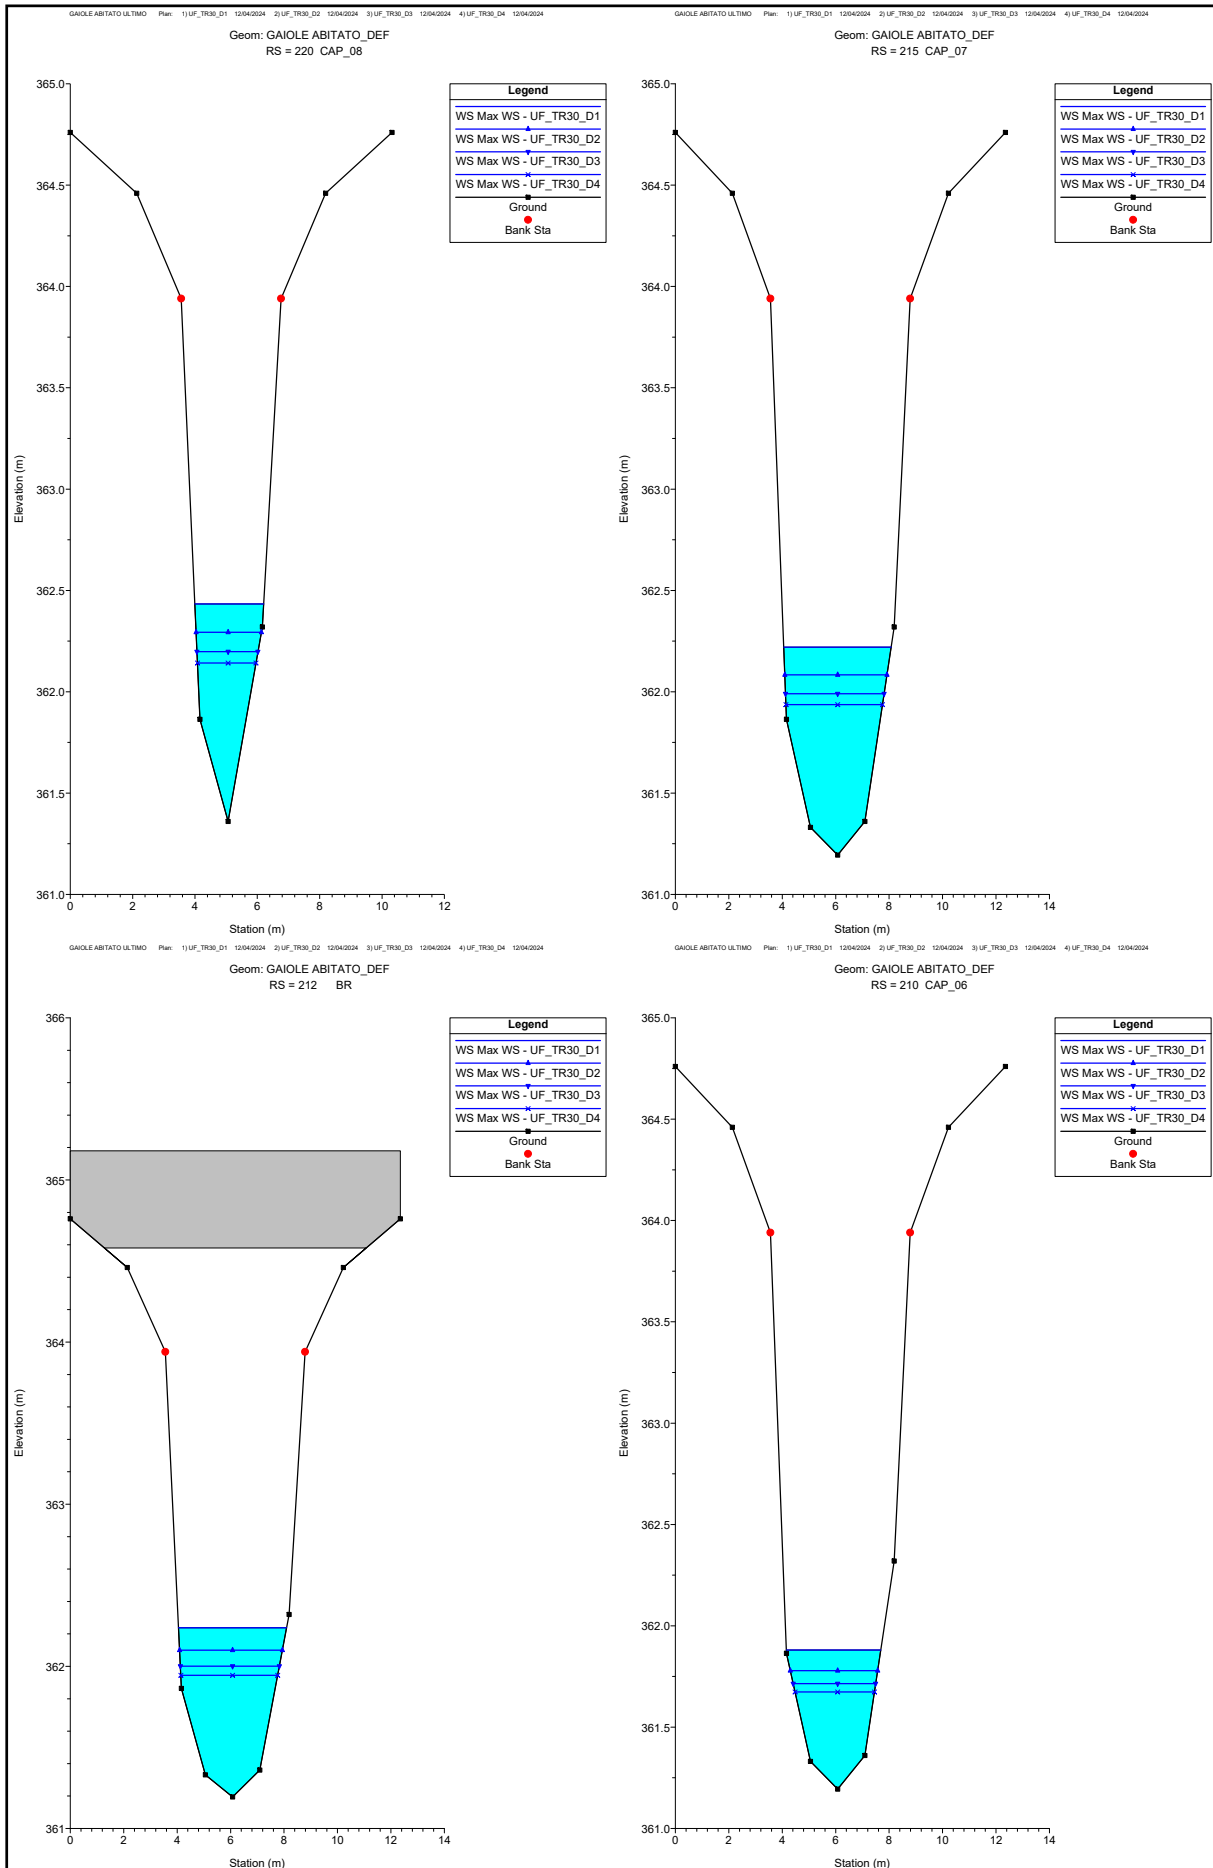 GAIOLE ABITATO ULTIMO Plan: 1) UF_TR30_D1 12/04/2024 2) UF_TR30_D2 12/04/2024 3) UF_TR30_D3 12/04/2024 4) UF_TR30_D4 12/04/2024
Geom: GAIOLE ABITATO_DEF
RS = 220 CAP_08
Legend
WS Max WS - UF_TR30_D1
WS Max WS - UF_TR30_D2
WS Max WS - UF_TR30_D3
WS Max WS - UF_TR30_D4
Ground
Bank Sta
365.0
364.5
364.0
363.5
363.0
362.5
362.0
361.5
361.0
Elevation (m)
0 2 4 6 8 10 12
Station (m)
GAIOLE ABITATO ULTIMO Plan: 1) UF_TR30_D1 12/04/2024 2) UF_TR30_D2 12/04/2024 3) UF_TR30_D3 12/04/2024 4) UF_TR30_D4 12/04/2024
Geom: GAIOLE ABITATO_DEF
RS = 215 CAP_07
Legend
WS Max WS - UF_TR30_D1
WS Max WS - UF_TR30_D2
WS Max WS - UF_TR30_D3
WS Max WS - UF_TR30_D4
Ground
Bank Sta
365.0
364.5
364.0
363.5
363.0
362.5
362.0
361.5
361.0
Elevation (m)
0 2 4 6 8 10 12 14
Station (m)
GAIOLE ABITATO ULTIMO Plan: 1) UF_TR30_D1 12/04/2024 2) UF_TR30_D2 12/04/2024 3) UF_TR30_D3 12/04/2024 4) UF_TR30_D4 12/04/2024
Geom: GAIOLE ABITATO_DEF
RS = 212 BR
Legend
WS Max WS - UF_TR30_D1
WS Max WS - UF_TR30_D2
WS Max WS - UF_TR30_D3
WS Max WS - UF_TR30_D4
Ground
Bank Sta
366
365
364
363
362
361
Elevation (m)
0 2 4 6 8 10 12 14
Station (m)
GAIOLE ABITATO ULTIMO Plan: 1) UF_TR30_D1 12/04/2024 2) UF_TR30_D2 12/04/2024 3) UF_TR30_D3 12/04/2024 4) UF_TR30_D4 12/04/2024
Geom: GAIOLE ABITATO_DEF
RS = 210 CAP_06
Legend
WS Max WS - UF_TR30_D1
WS Max WS - UF_TR30_D2
WS Max WS - UF_TR30_D3
WS Max WS - UF_TR30_D4
Ground
Bank Sta
365.0
364.5
364.0
363.5
363.0
362.5
362.0
361.5
361.0
Elevation (m)
0 2 4 6 8 10 12 14
Station (m)